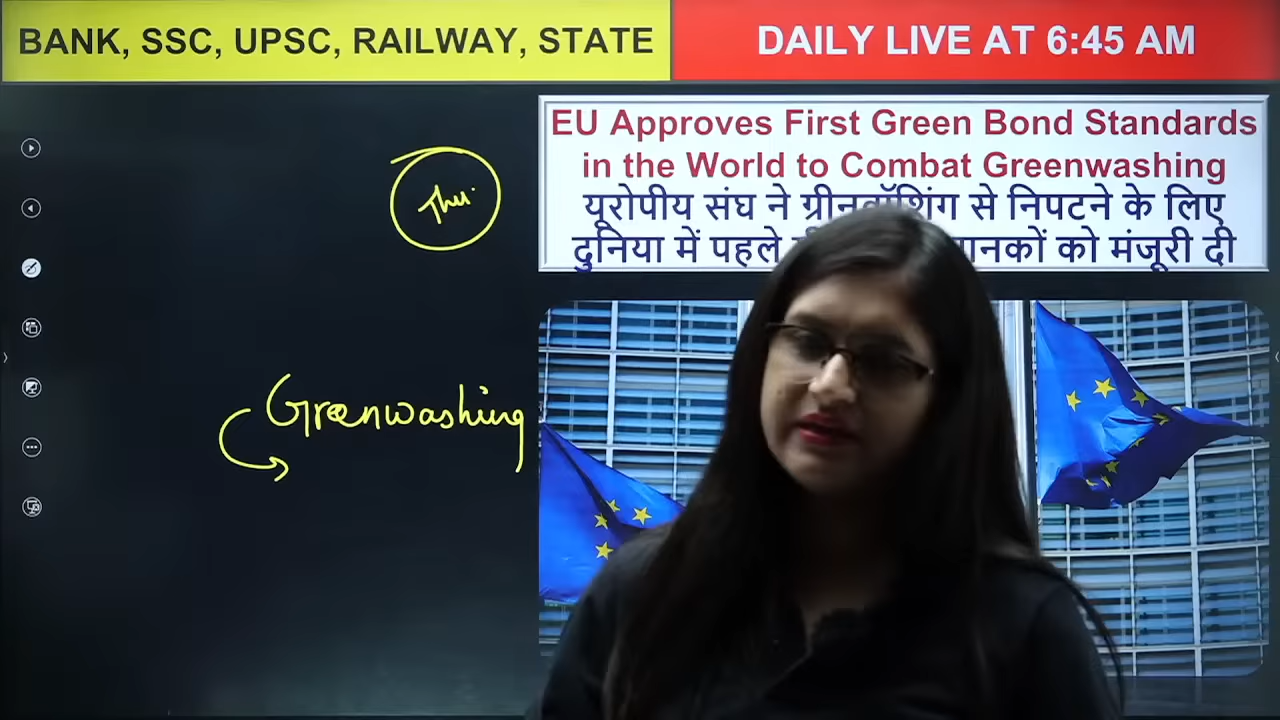 BANK, SSC, UPSC, RAILWAY, STATE
DAILY LIVE AT 6:45 AM
EU Approves First Green Bond Standards
in the World to Combat Greenwashing
यूरोपीय संघ ने ग्रीनवॉशिंग से निपटने के लिए
दुनिया में पहले को मंजूरी दी
Greenwashing